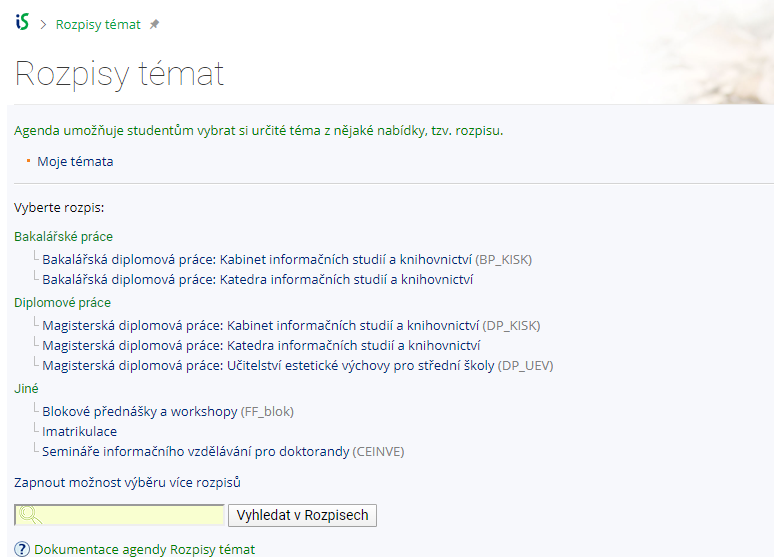 iS > Rozpisy témat
Rozpisy témat
Agenda umožňuje studentům vybrat si určité téma z nějaké nabídky, tzv. rozpisu.
Moje témata
Vyberte rozpis:
Bakalářské práce
Bakalářská diplomová práce: Kabinet informačních studií a knihovnictví (BP_KISK)
Bakalářská diplomová práce: Katedra informačních studií a knihovnictví
Diplomové práce
Magisterská diplomová práce: Kabinet informačních studií a knihovnictví (DP_KISK)
Magisterská diplomová práce: Katedra informačních studií a knihovnictví
Magisterská diplomová práce: Učitelství estetické výchovy pro střední školy (DP_UEV)
Jiné
Blokové přednášky a workshopy (FF_blok)
Imatrikulace
Semináře informačního vzdělávání pro doktorandy (CEINVE)
Zapnout možnost výběru více rozpisů
Vyhledat v Rozpisech
? Dokumentace agendy Rozpisy témat